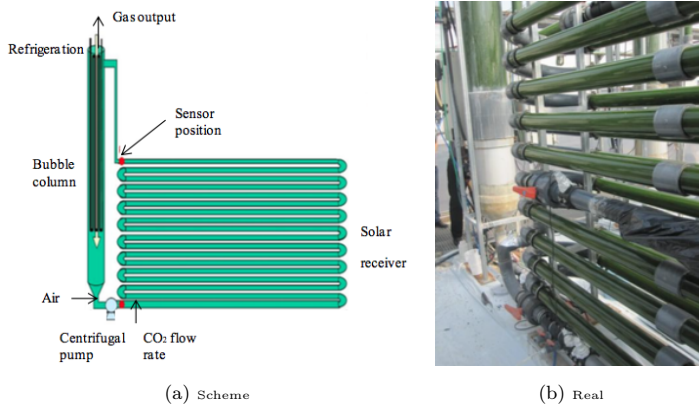 Gas output
Refrigeration
Sensor
position
Bubble
column
Solar
receiver
Air
Centrifugal
pump
CO₂ flow
rate
(a) Scheme
(b) Real